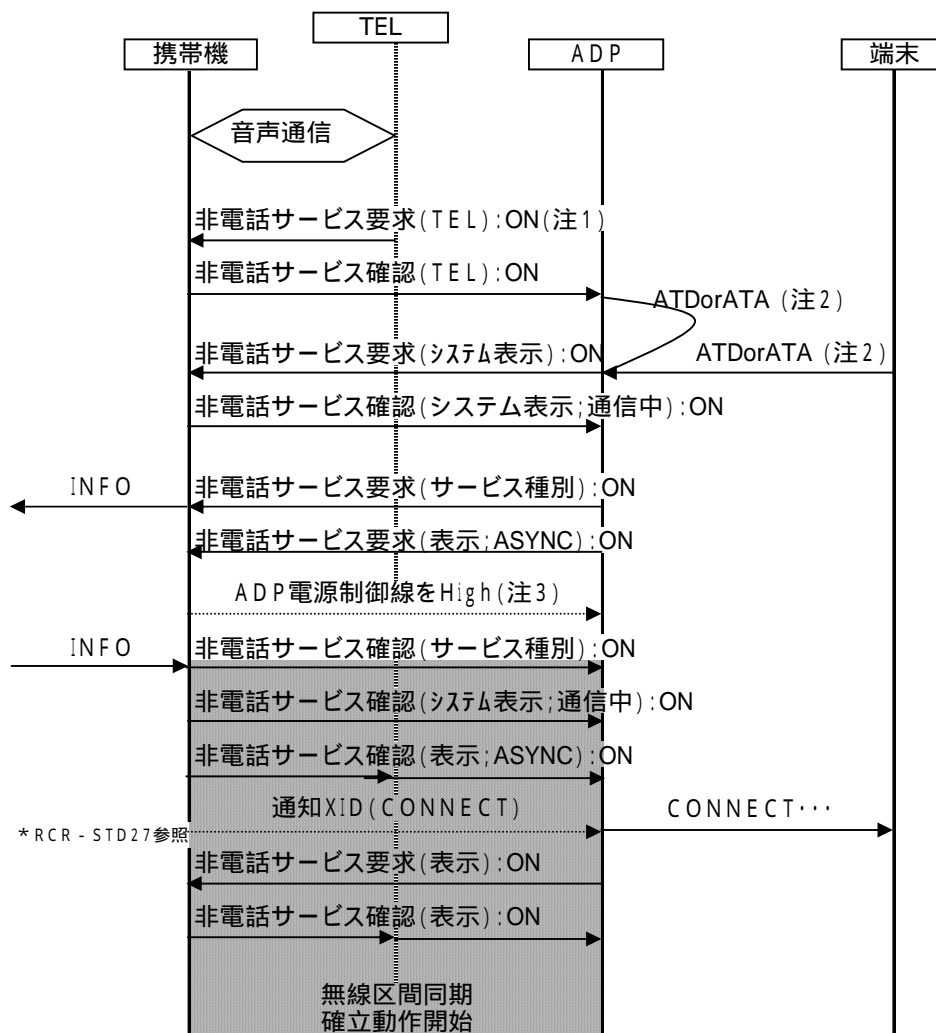 TEL
携帯機
ADP
端末
音声通信
非電話サービス要求(TEL):ON(注1)
非電話サービス確認(TEL):ON
ATDorATA (注2)
非電話サービス要求(ｼｽﾃﾑ表示):ON
ATDorATA (注2)
非電話サービス確認(システム表示;通信中):ON
INFO
非電話サービス要求(サービス種別):ON
非電話サービス要求(表示;ASYNC):ON
ADP電源制御線をHigh(注3)
INFO
非電話サービス確認(サービス種別):ON
非電話サービス確認(ｼｽﾃﾑ表示;通信中):ON
非電話サービス確認(表示;ASYNC):ON
通知XID(CONNECT)
CONNECT･･･
*RCR-STD27参照
非電話サービス要求(表示):ON
非電話サービス確認(表示):ON
無線区間同期
確立動作開始